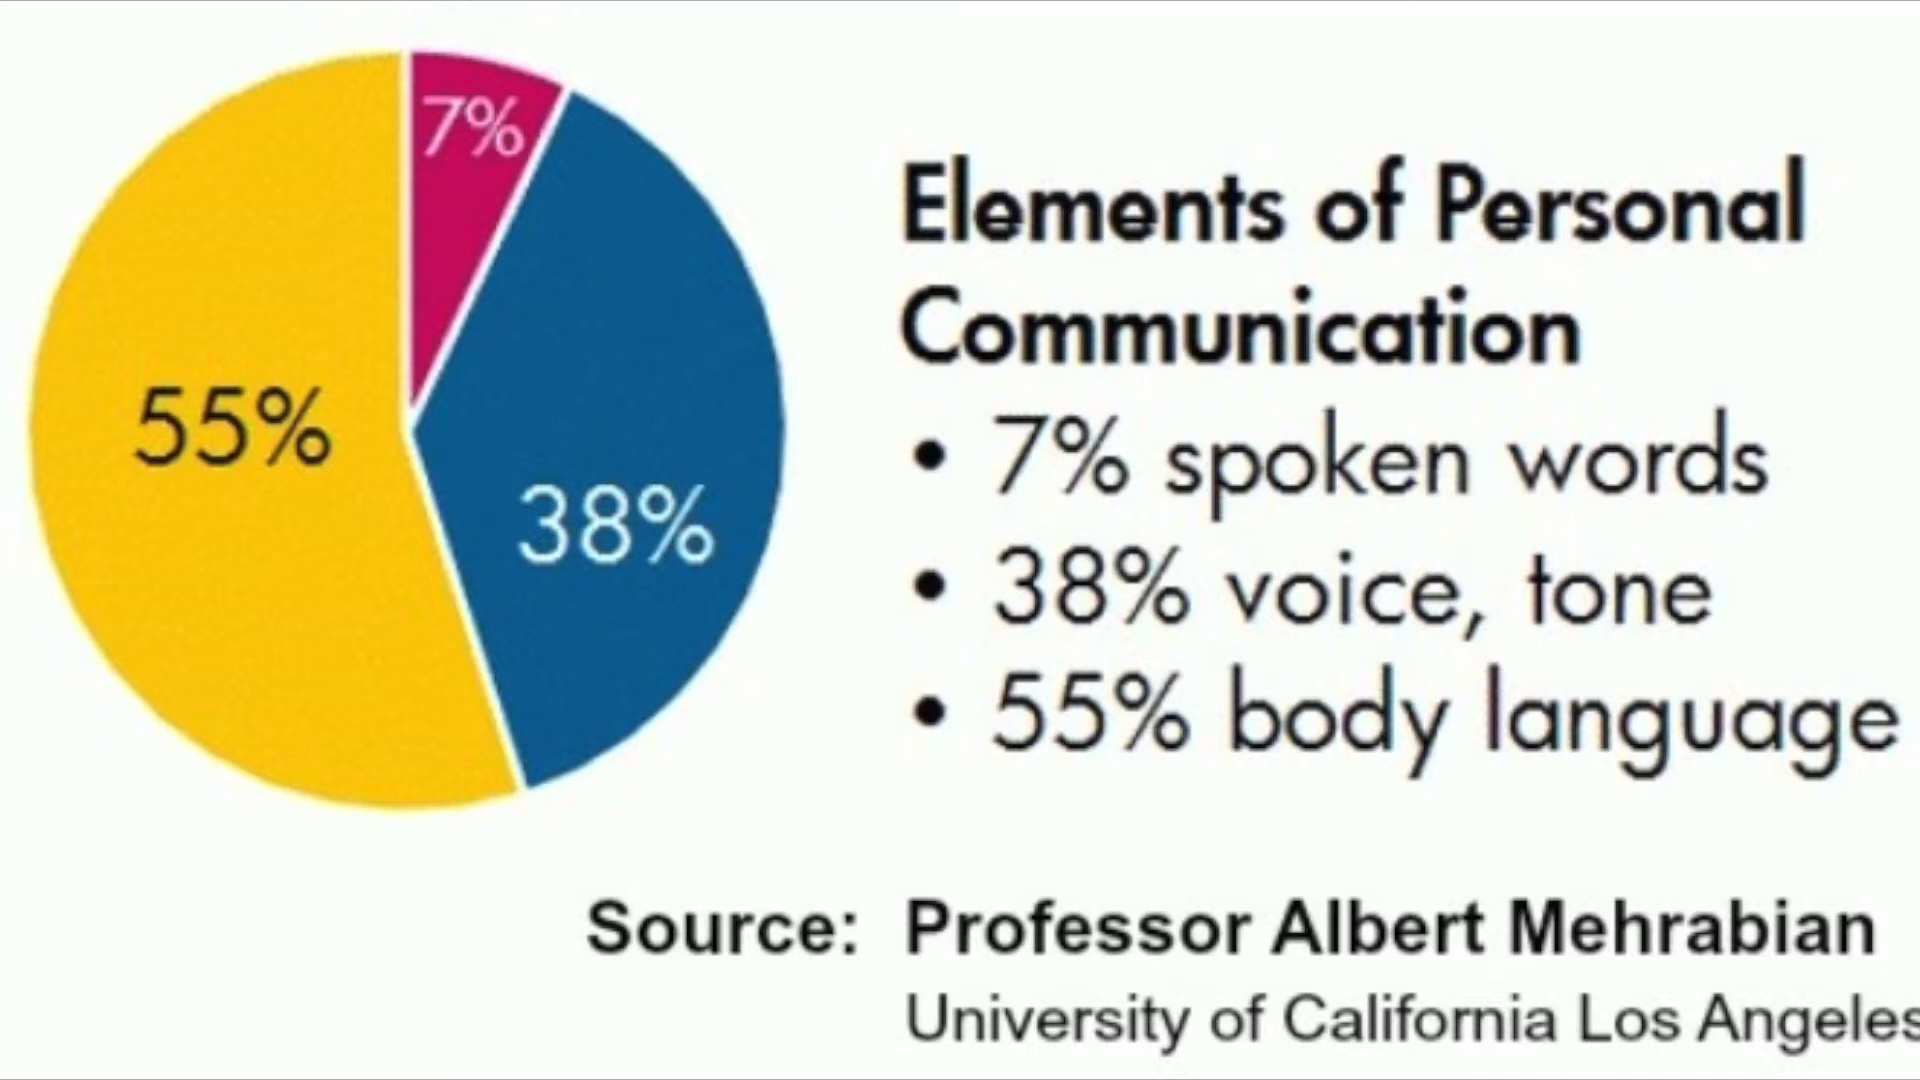 7%
55%
38%
Elements of Personal
Communication
• 7% spoken words
• 38% voice, tone
• 55% body language
Source: Professor Albert Mehrabian
University of California Los Angeles